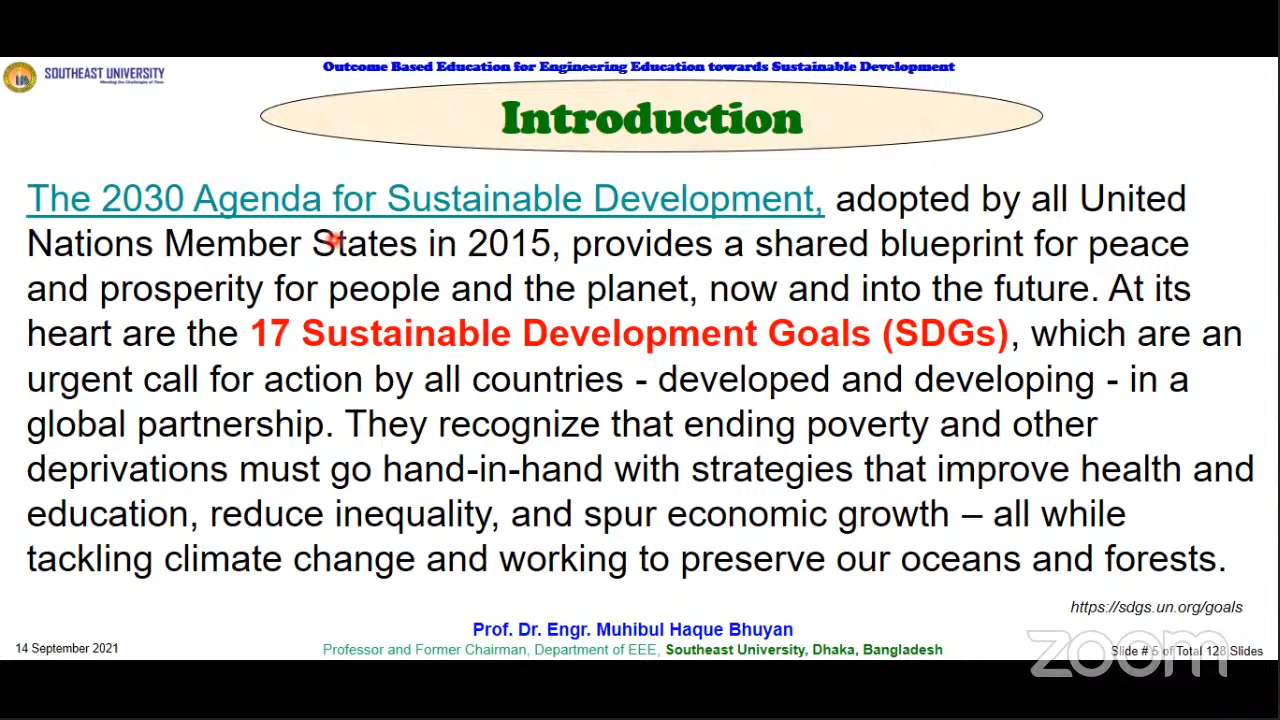 SOUTHEAST UNIVERSITY
Meeting the Challenges of Time
Outcome Based Education for Engineering Education towards Sustainable Development
Introduction
The 2030 Agenda for Sustainable Development, adopted by all United
Nations Member States in 2015, provides a shared blueprint for peace
and prosperity for people and the planet, now and into the future. At its
heart are the 17 Sustainable Development Goals (SDGs), which are an
urgent call for action by all countries - developed and developing - in a
global partnership. They recognize that ending poverty and other
deprivations must go hand-in-hand with strategies that improve health and
education, reduce inequality, and spur economic growth – all while
tackling climate change and working to preserve our oceans and forests.
https://sdgs.un.org/goals
Prof. Dr. Engr. Muhibul Haque Bhuyan
14 September 2021
Professor and Former Chairman, Department of EEE, Southeast University, Dhaka, Bangladesh
Slide # 5 of Total 128 Slides
zoom